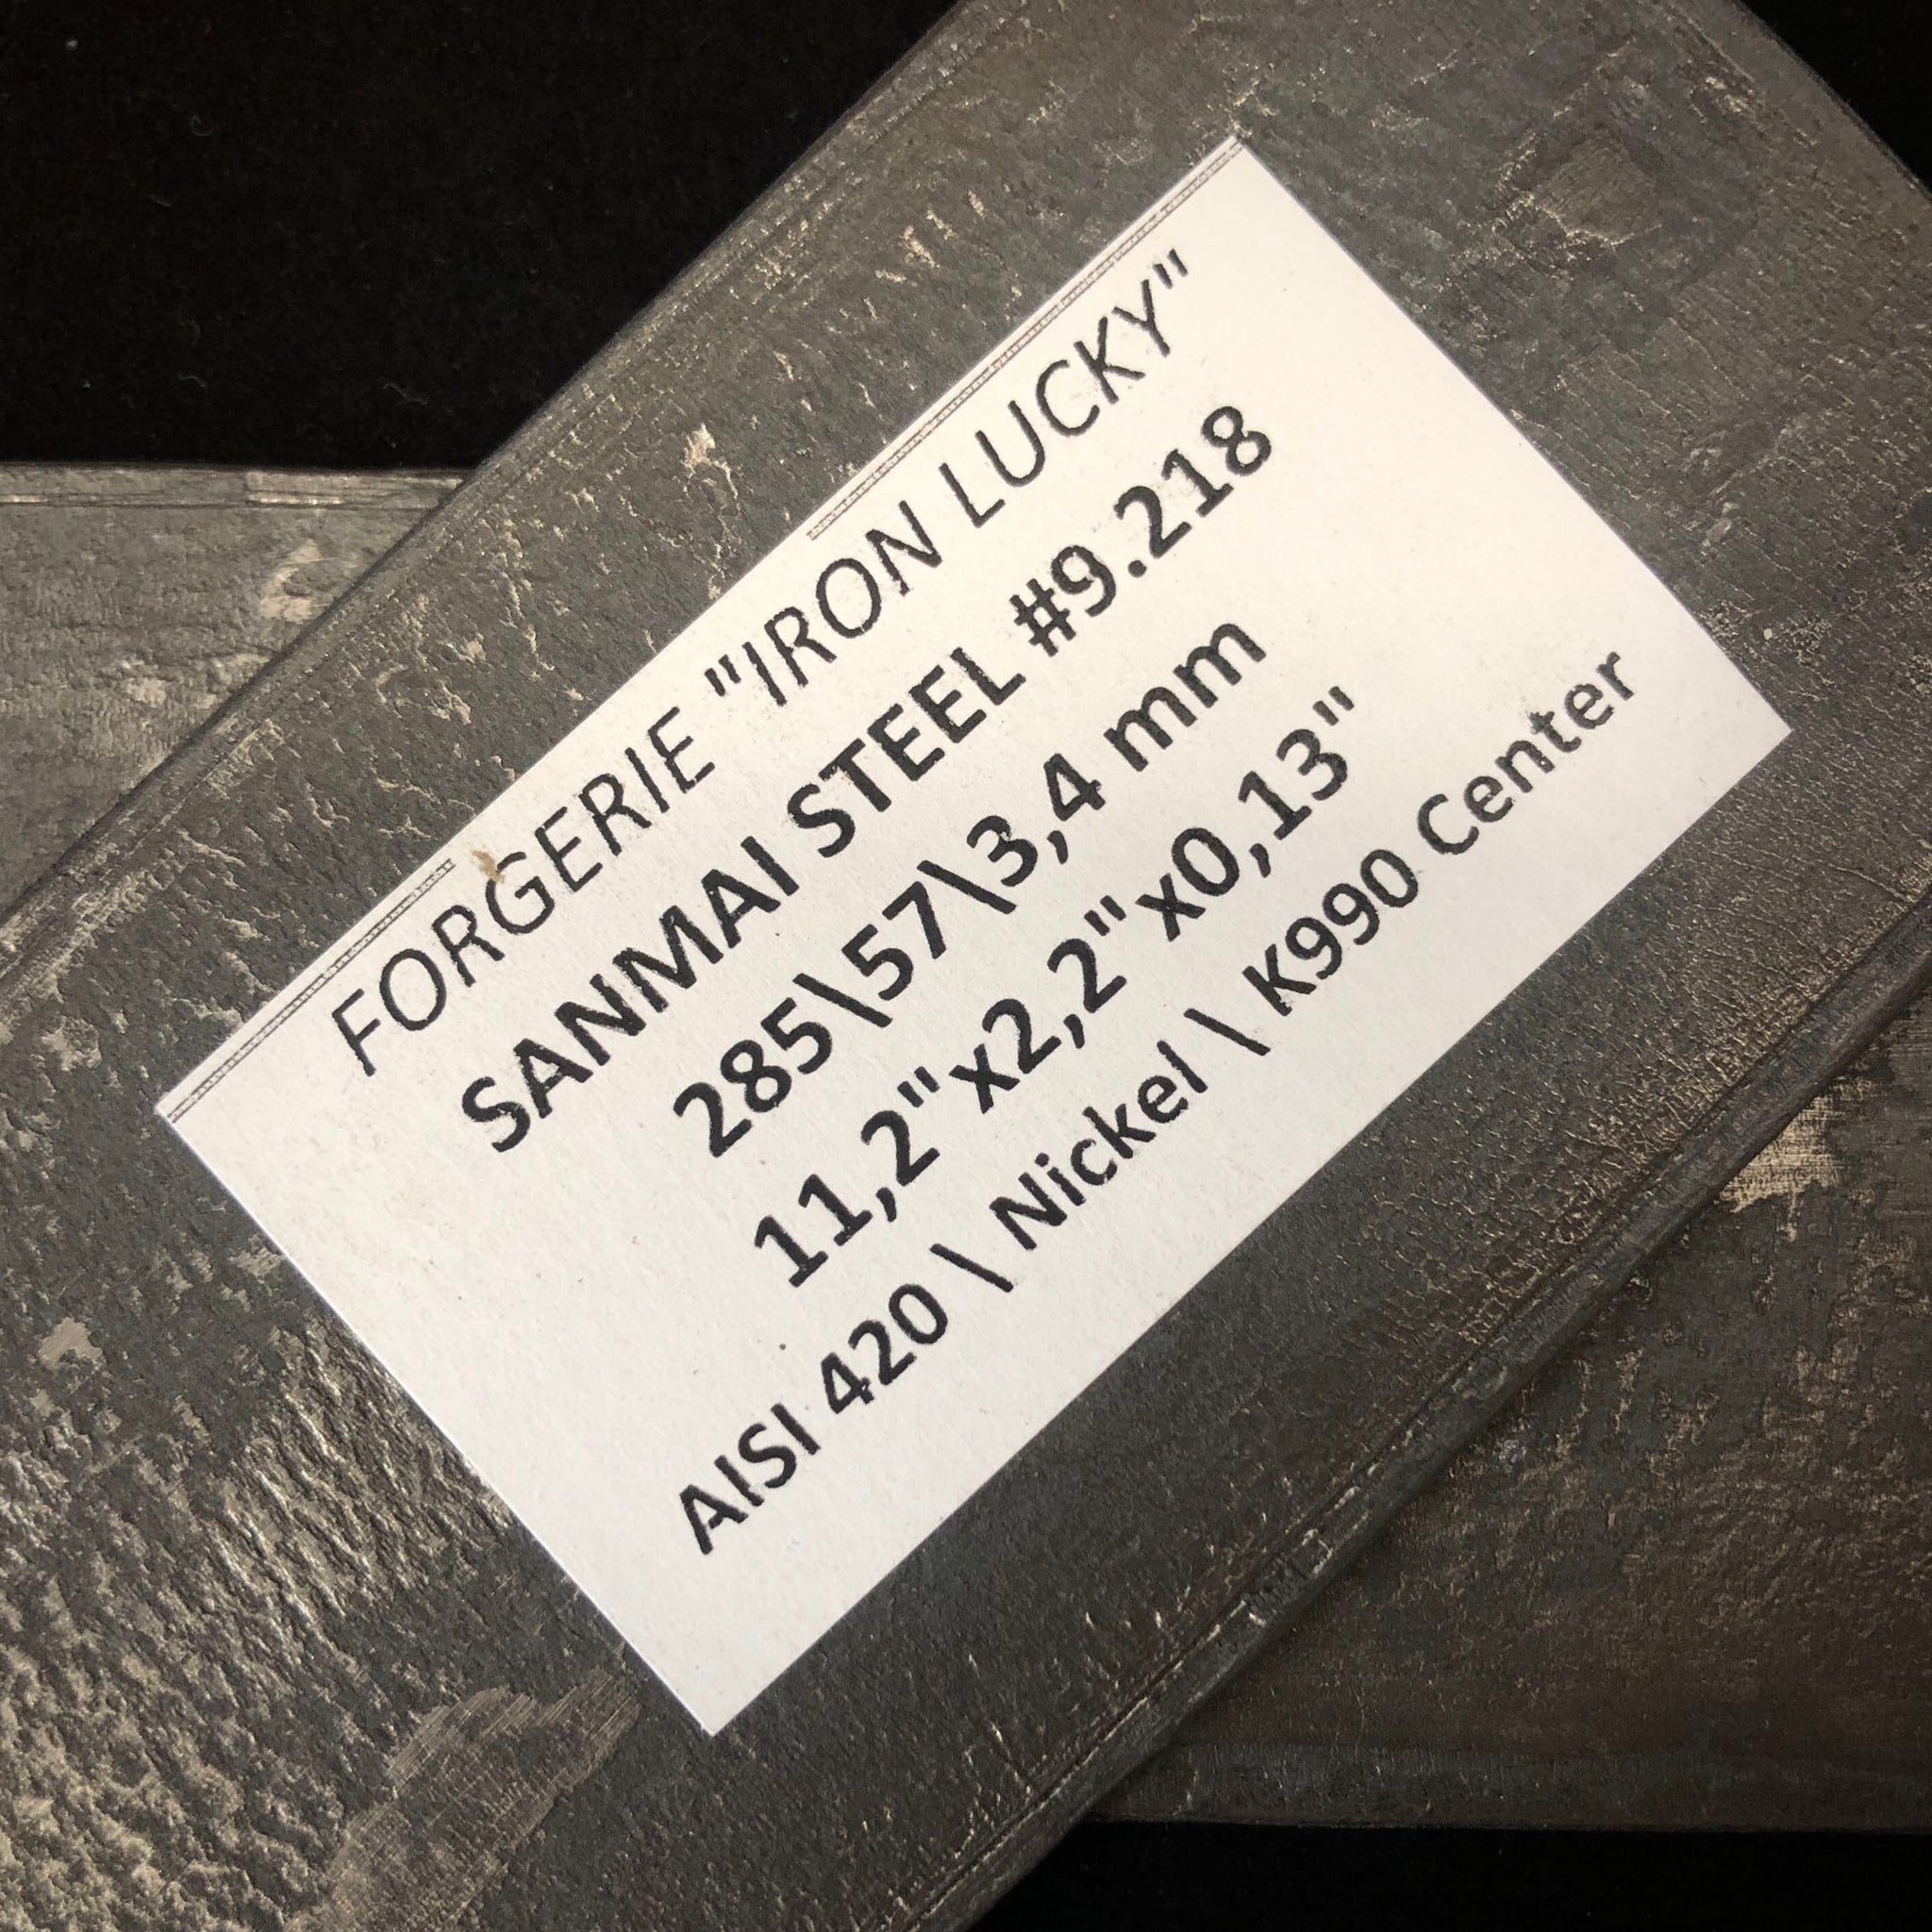 FORGERIE "IRON LUCKY"
SANMAI STEEL #9.218
285\57\3,4 mm
11,2"x2,2"x0,13"
AISI 420 \ Nickel \ K990 Center